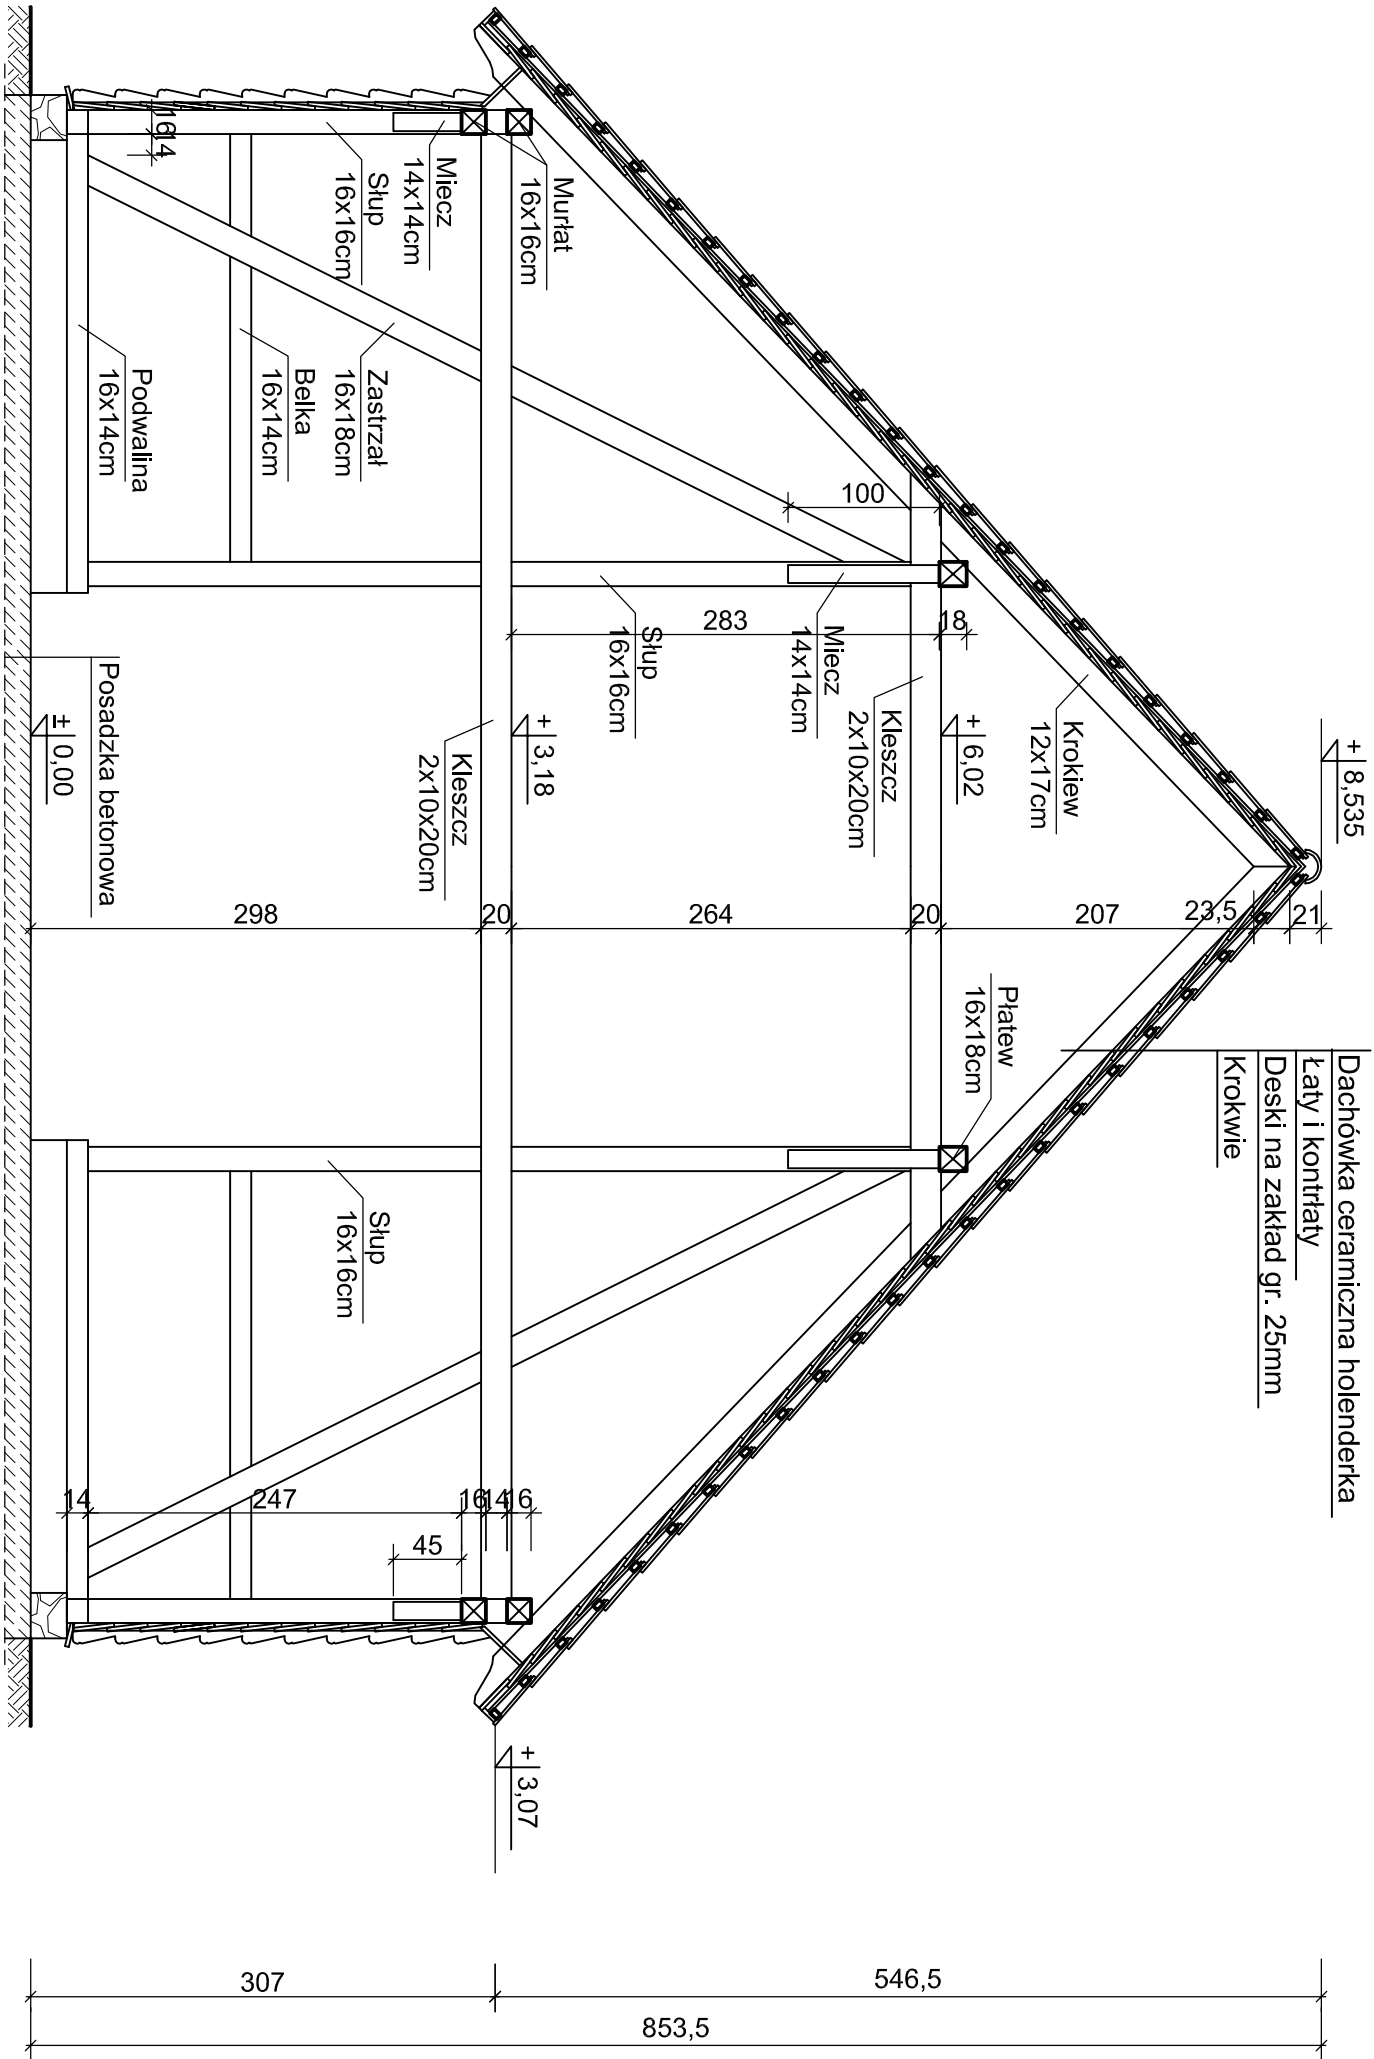 + 8,535
Dachówka ceramiczna holenderka
Łaty i kontrłaty
Deski na zakład gr. 25mm
Krokwie
Krokiew
12x17cm
+ 6,02
Płatew
16x18cm
Kleszcz
2x10x20cm
Miecz
14x14cm
Słup
16x16cm
Murłat
16x16cm
Miecz
14x14cm
Słup
16x16cm
+ 3,18
+ 3,07
Kleszcz
2x10x20cm
Zastrzał
16x18cm
Belka
16x14cm
Podwalina
16x14cm
Słup
16x16cm
Posadzka betonowa
± 0,00
16
14
100
283
18
298
20
264
20
207
23,5
21
14
247
16
14
16
45
307
546,5
853,5